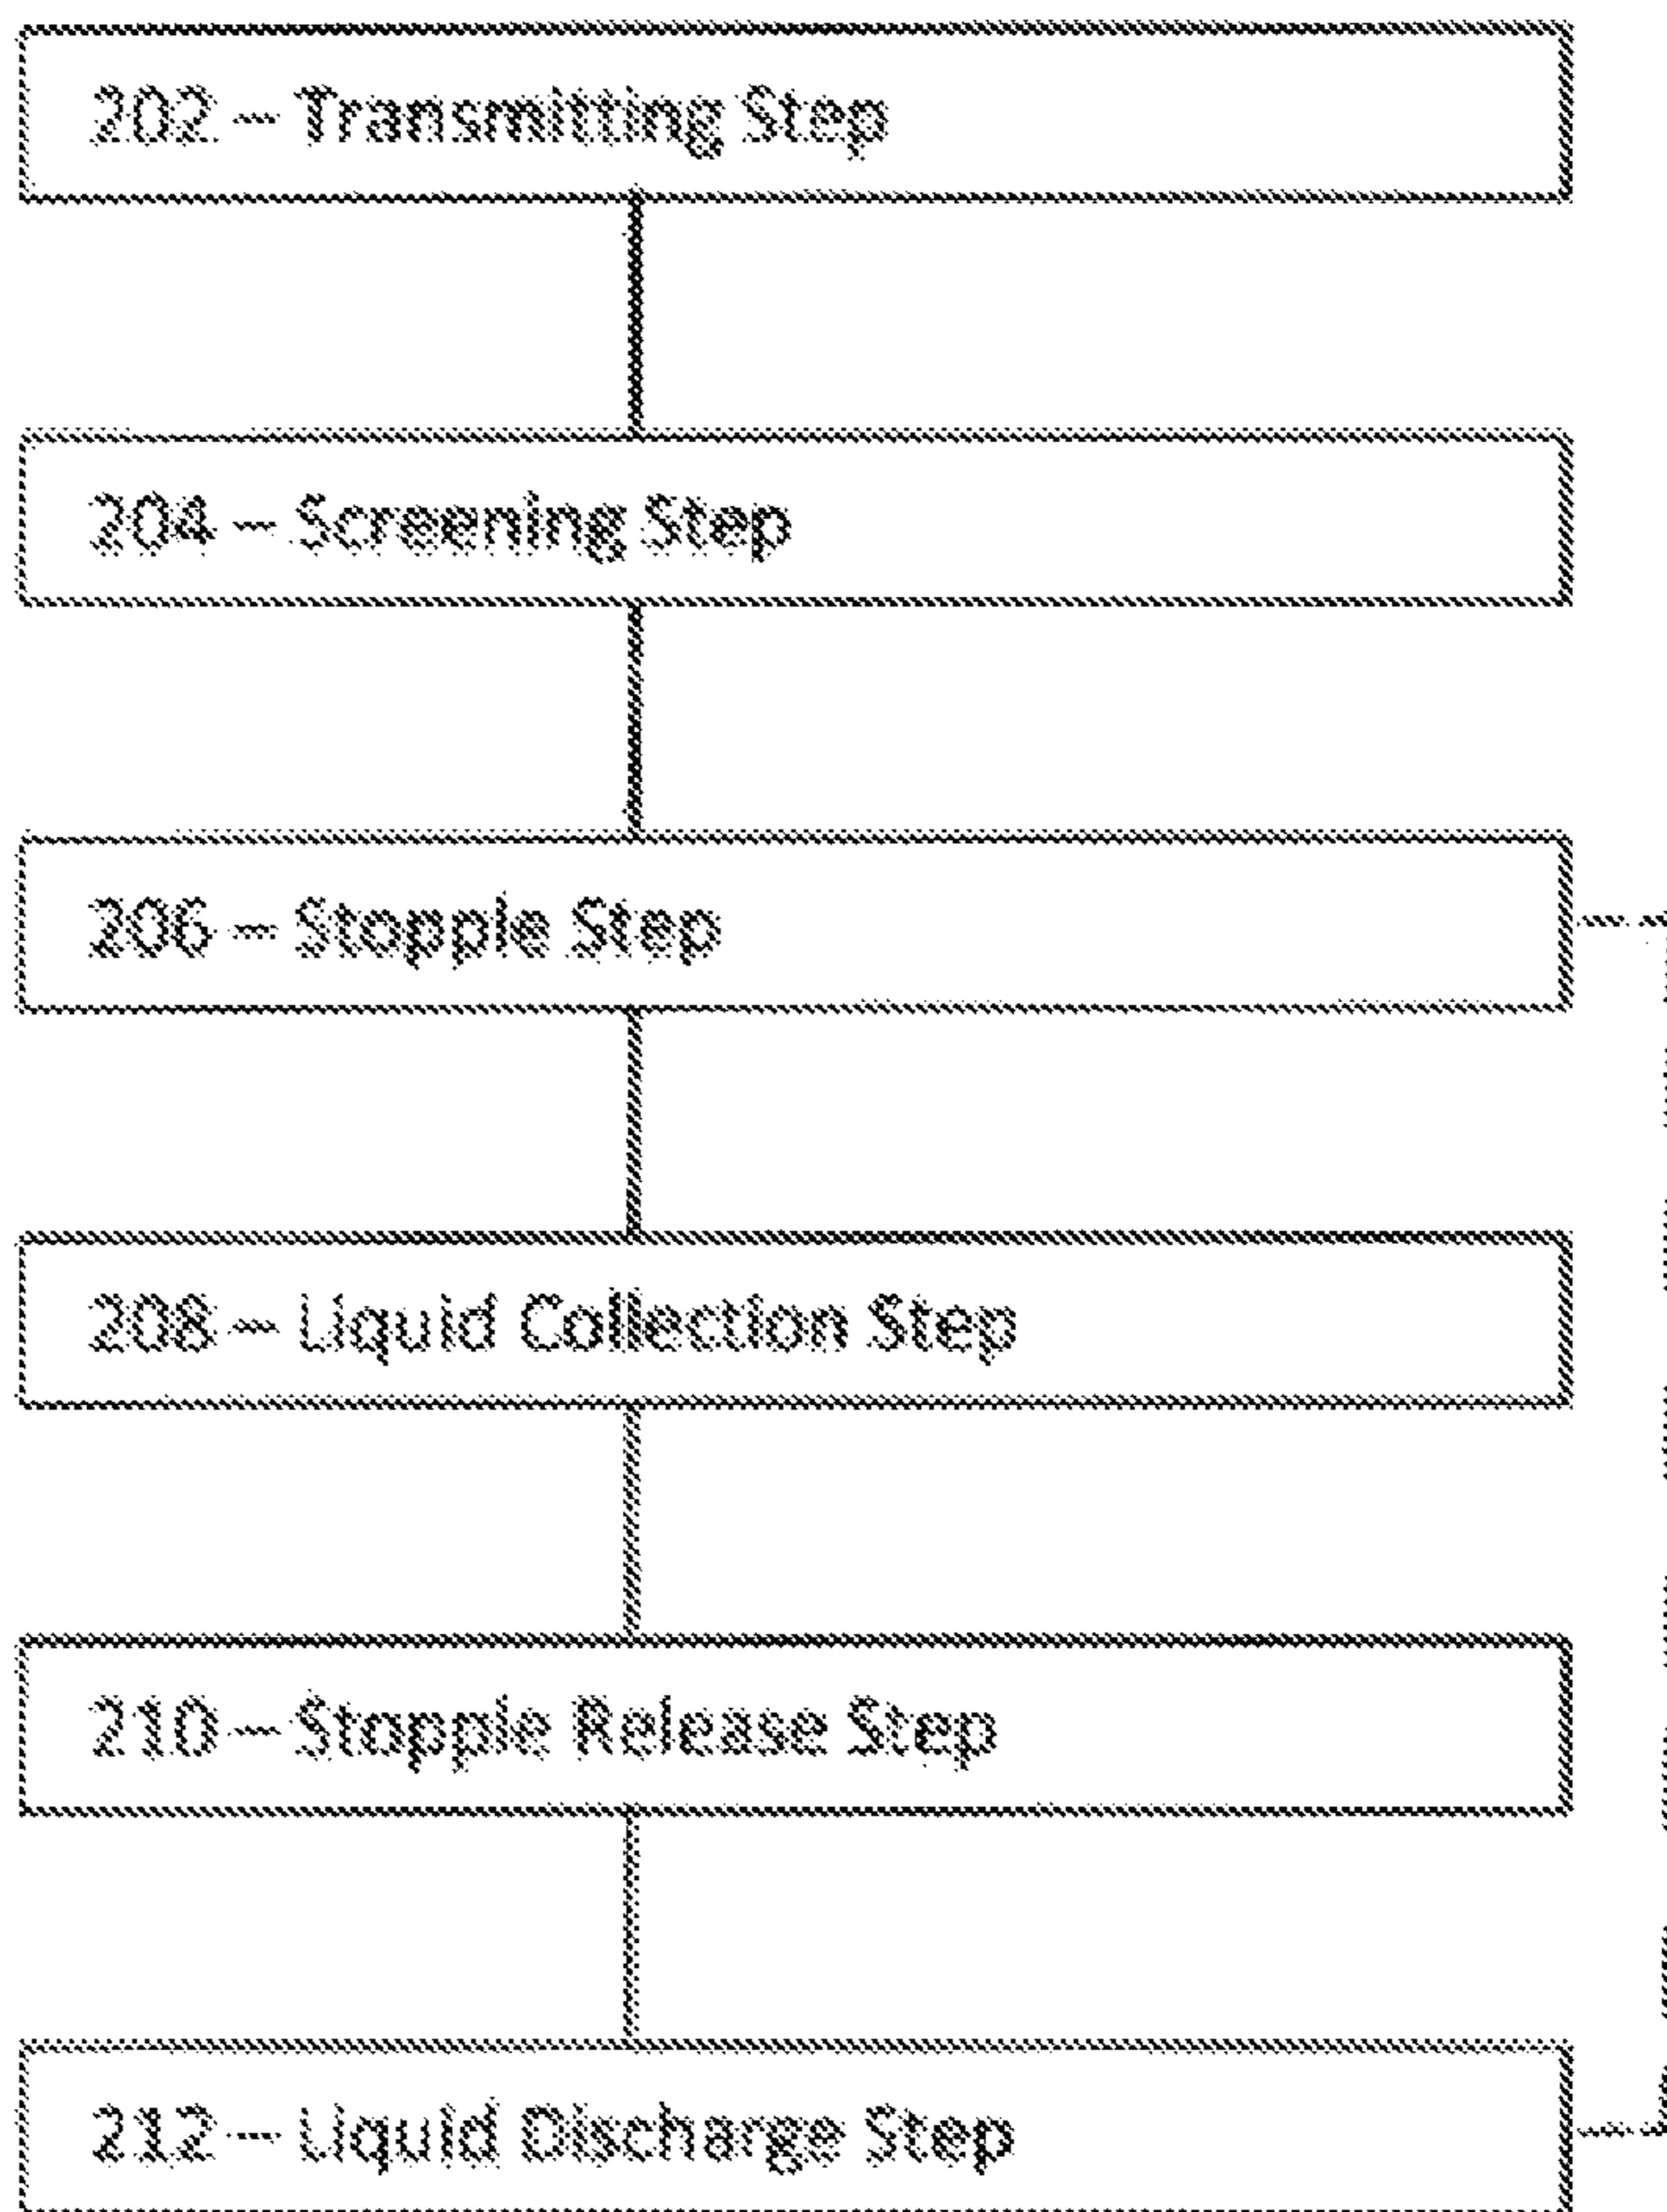 202 – Transmitting Step
204 – Screening Step
206 – Stopple Step
208 – Liquid Collection Step
210 – Stopple Release Step
212 – Liquid Discharge Step